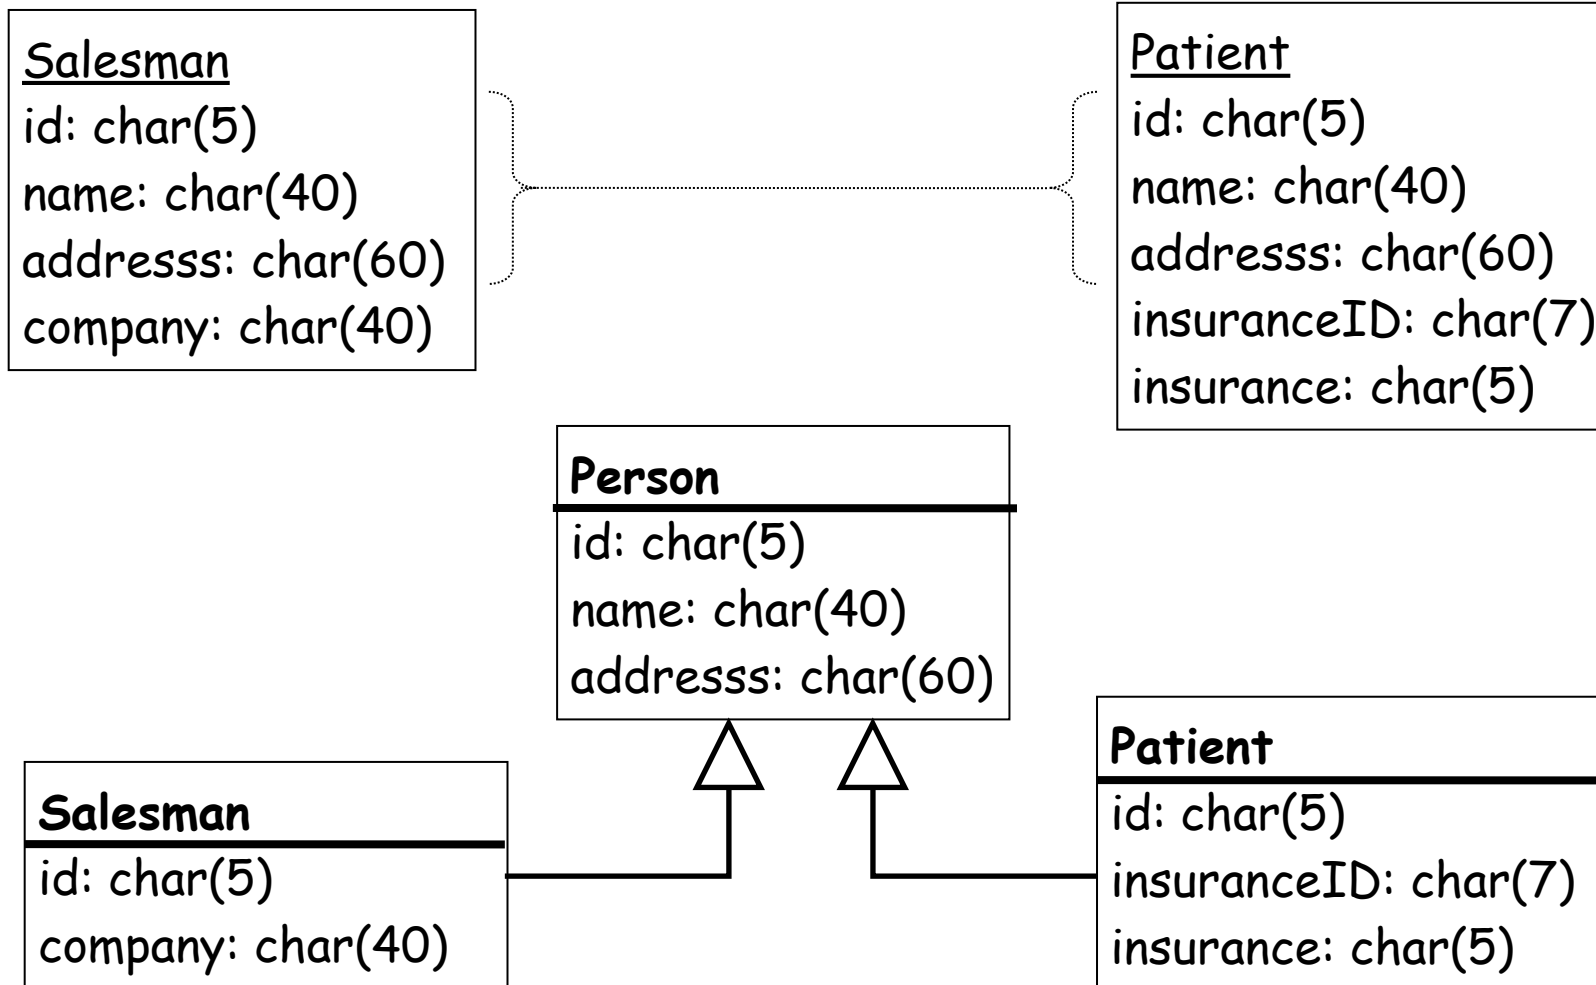 Salesman
id: char(5)
name: char(40)
addresss: char(60)
company: char(40)
Patient
id: char(5)
name: char(40)
addresss: char(60)
insuranceID: char(7)
insurance: char(5)
Person
id: char(5)
name: char(40)
addresss: char(60)
Salesman
id: char(5)
company: char(40)
Patient
id: char(5)
insuranceID: char(7)
insurance: char(5)